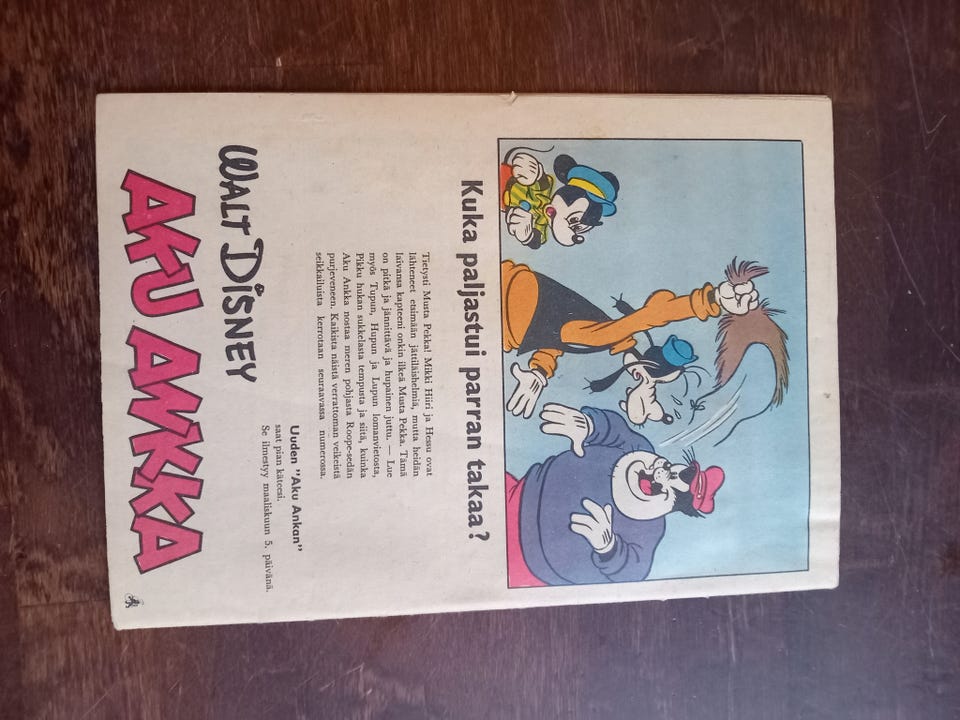 Kuka paljastui parran takaa?
Tietysti Musta Pekka! Mikki Hiiri ja Hessu ovat
lähteneet etsimään jättiläishelmiä, mutta heidän
laivansa kapteeni onkin ilkeä Musta Pekka. Tämä
on pitkä ja jännittävä ja hupainen juttu. — Lue
myös Tupun, Hupun ja Lupun lomanvietosta,
Pikku hukan sukkelasta tempusta ja siitä, kuinka
Aku Ankka nostaa meren pohjasta Roope-sedän
purjeveneen. Kaikista näistä verrattoman veikeistä
seikkailuista kerrotaan seuraavassa numerossa.
Uuden "Aku Ankan"
saat pian käteesi.
Se ilmestyy maaliskuun 5. päivänä.
WALT DISNEY
AKU ANKKA